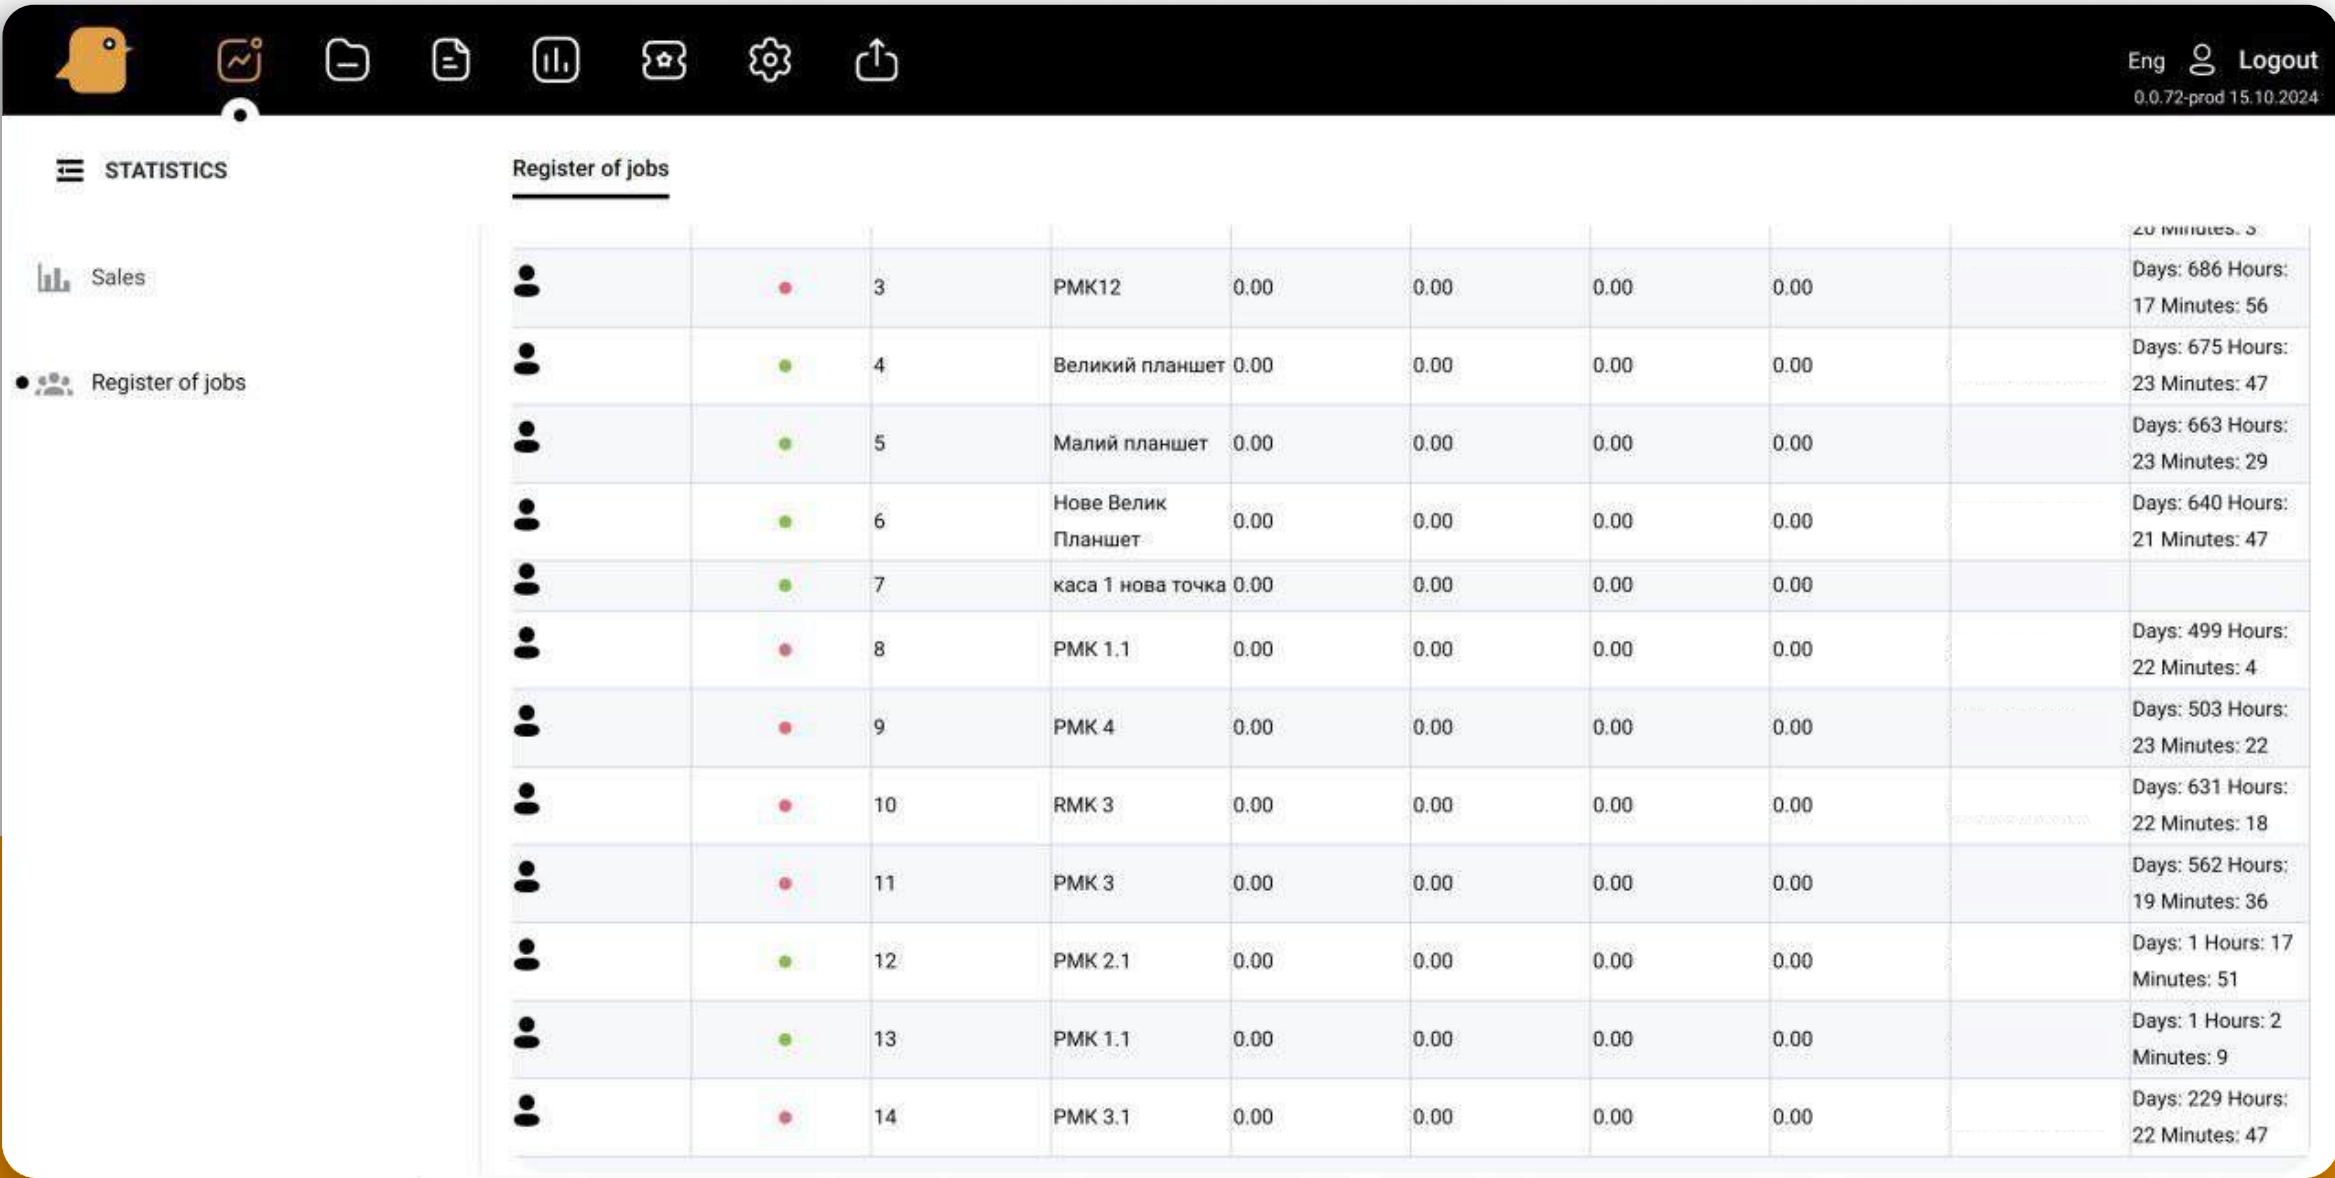 Eng Logout
0.0.72-prod 15.10.2024
STATISTICS
Register of jobs
Sales
Register of jobs
20 Minutes: 3
3 РМК12 0.00 0.00 0.00 0.00 Days: 686 Hours:
17 Minutes: 56
4 Великий планшет 0.00 0.00 0.00 0.00 Days: 675 Hours:
23 Minutes: 47
5 Малий планшет 0.00 0.00 0.00 0.00 Days: 663 Hours:
23 Minutes: 29
6 Нове Велик
Планшет 0.00 0.00 0.00 0.00 Days: 640 Hours:
21 Minutes: 47
7 каса 1 нова точка 0.00 0.00 0.00 0.00
8 РМК 1.1 0.00 0.00 0.00 0.00 Days: 499 Hours:
22 Minutes: 4
9 РМК 4 0.00 0.00 0.00 0.00 Days: 503 Hours:
23 Minutes: 22
10 RMK 3 0.00 0.00 0.00 0.00 Days: 631 Hours:
22 Minutes: 18
11 РМК 3 0.00 0.00 0.00 0.00 Days: 562 Hours:
19 Minutes: 36
12 РМК 2.1 0.00 0.00 0.00 0.00 Days: 1 Hours: 17
Minutes: 51
13 РМК 1.1 0.00 0.00 0.00 0.00 Days: 1 Hours: 2
Minutes: 9
14 РМК 3.1 0.00 0.00 0.00 0.00 Days: 229 Hours:
22 Minutes: 47